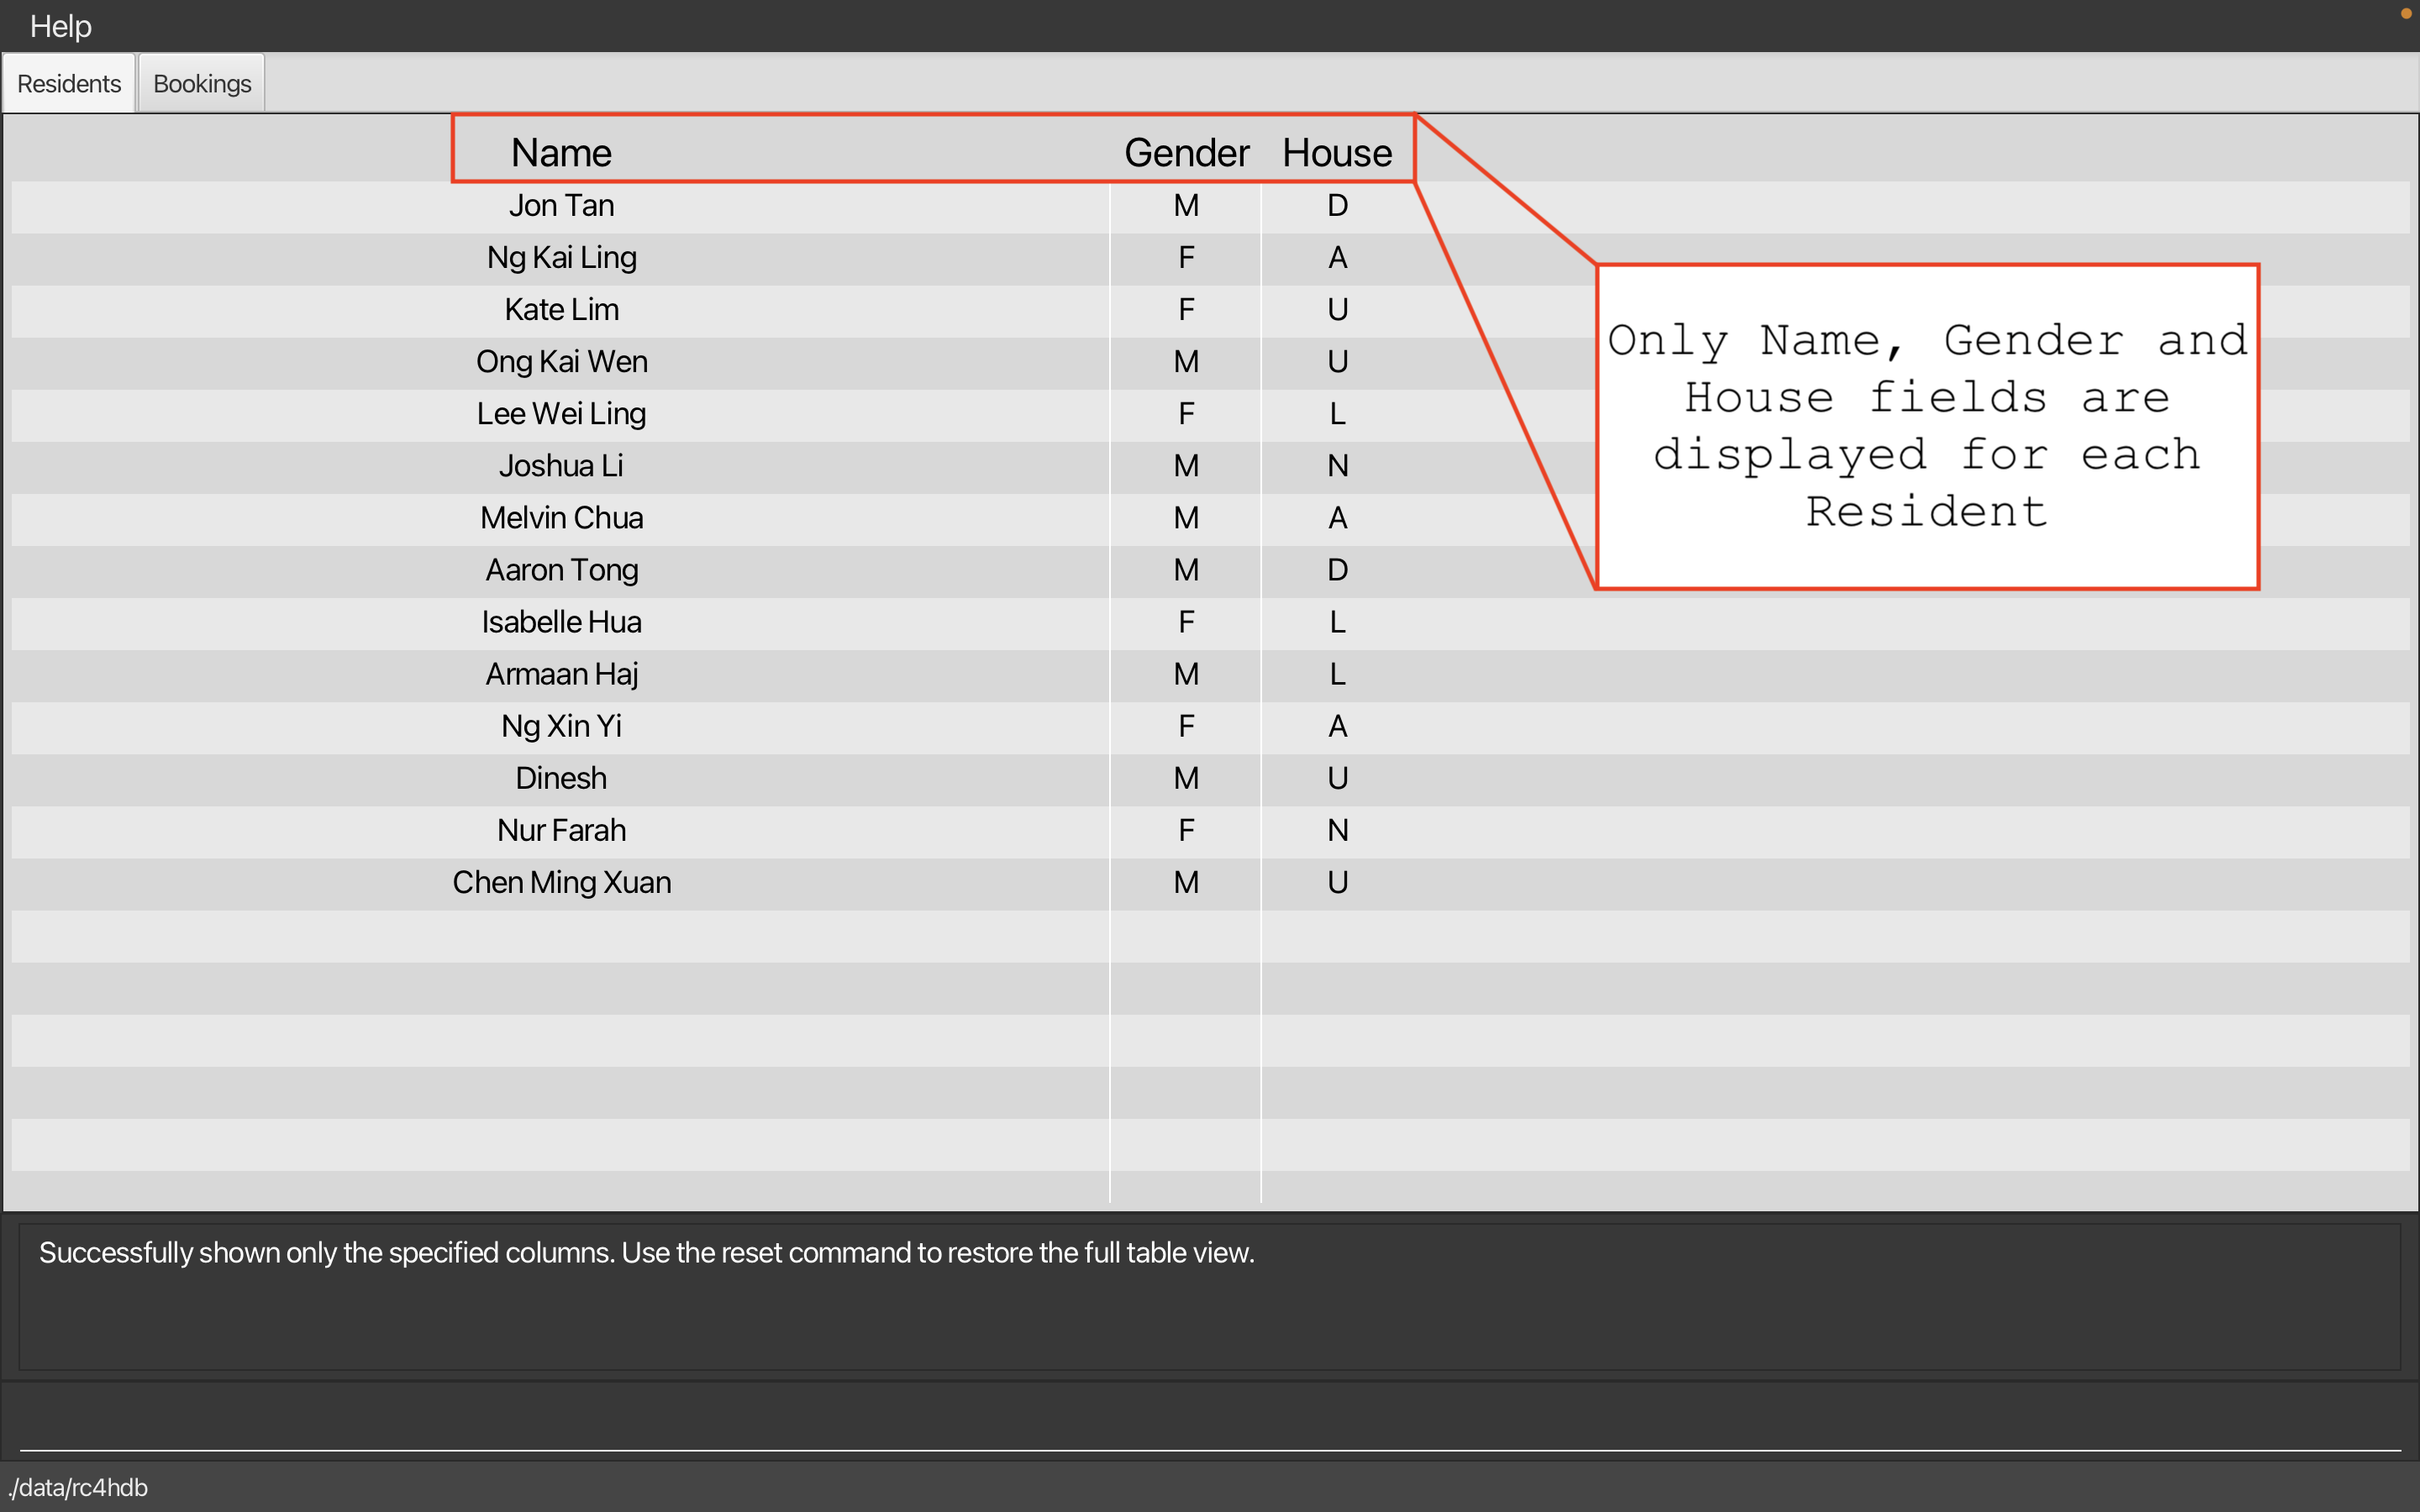 Help
Residents Bookings
Name Gender House
Jon Tan M D
Ng Kai Ling F A
Kate Lim F U
Ong Kai Wen M U
Lee Wei Ling F L
Joshua Li M N
Melvin Chua M A
Aaron Tong M D
Isabelle Hua F L
Armaan Haj M L
Ng Xin Yi F A
Dinesh M U
Nur Farah F N
Chen Ming Xuan M U
Only Name, Gender and
House fields are
displayed for each
Resident
Successfully shown only the specified columns. Use the reset command to restore the full table view.
./data/rc4hdb